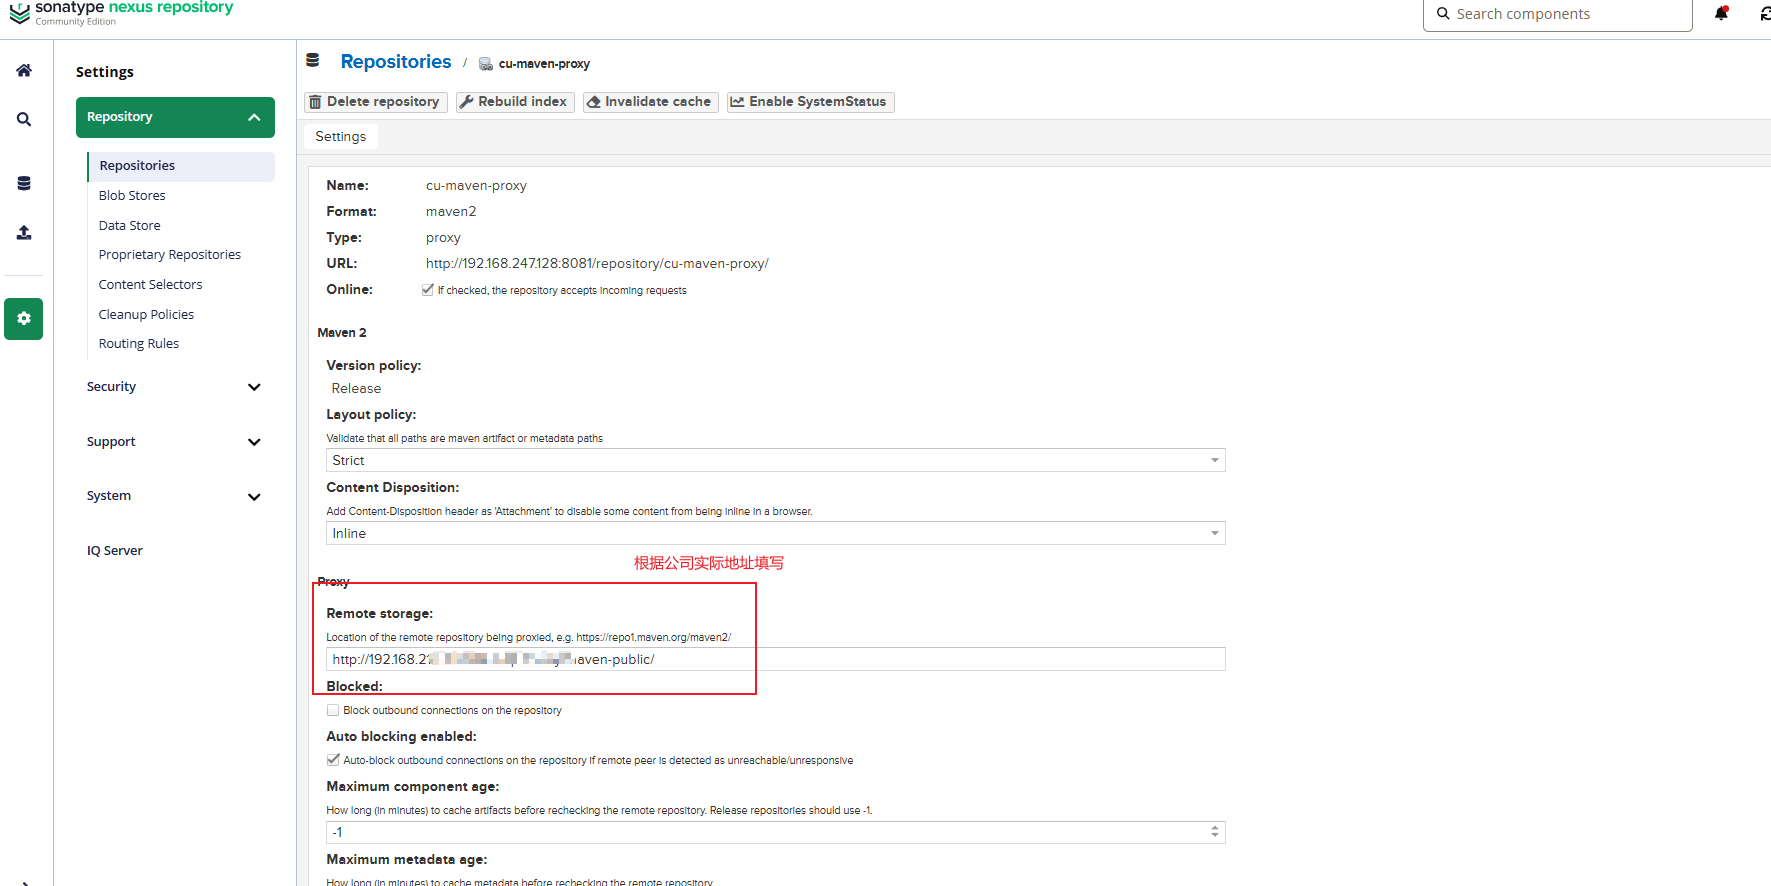 sonatype nexus repository
Community Edition
Search components
Settings
Repository
Repositories
Blob Stores
Data Store
Proprietary Repositories
Content Selectors
Cleanup Policies
Routing Rules
Security
Support
System
IQ Server
Repositories / cu-maven-proxy
Delete repository
Rebuild index
Invalidate cache
Enable SystemStatus
Settings
Name: cu-maven-proxy
Format: maven2
Type: proxy
URL: http://192.168.247.128:8081/repository/cu-maven-proxy/
Online: If checked, the repository accepts incoming requests
Maven 2
Version policy:
Release
Layout policy:
Validate that all paths are maven artifact or metadata paths
Strict
Content Disposition:
Add Content-Disposition header as 'Attachment' to disable some content from being inline in a browser.
Inline
根据公司实际地址填写
Proxy
Remote storage:
Location of the remote repository being proxied, e.g. https://repo1.maven.org/maven2/
http://192.168.2 aven-public/
Blocked:
Block outbound connections on the repository
Auto blocking enabled:
Auto-block outbound connections on the repository if remote peer is detected as unreachable/unresponsive
Maximum component age:
How long (in minutes) to cache artifacts before rechecking the remote repository. Release repositories should use -1.
-1
Maximum metadata age:
How long (in minutes) to cache metadata before rechecking the remote repository.